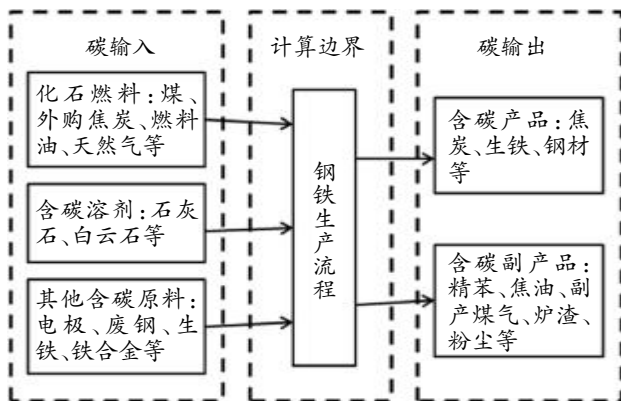 碳输入
计算边界
碳输出
化石燃料:煤、
外购焦炭、燃料
油、天然气等
含碳溶剂:石灰
石、白云石等
其他含碳原料:
电极、废钢、生
铁、铁合金等
钢铁生产流程
含碳产品:焦
炭、生铁、钢材
等
含碳副产品:
精苯、焦油、副
产煤气、炉渣、
粉尘等